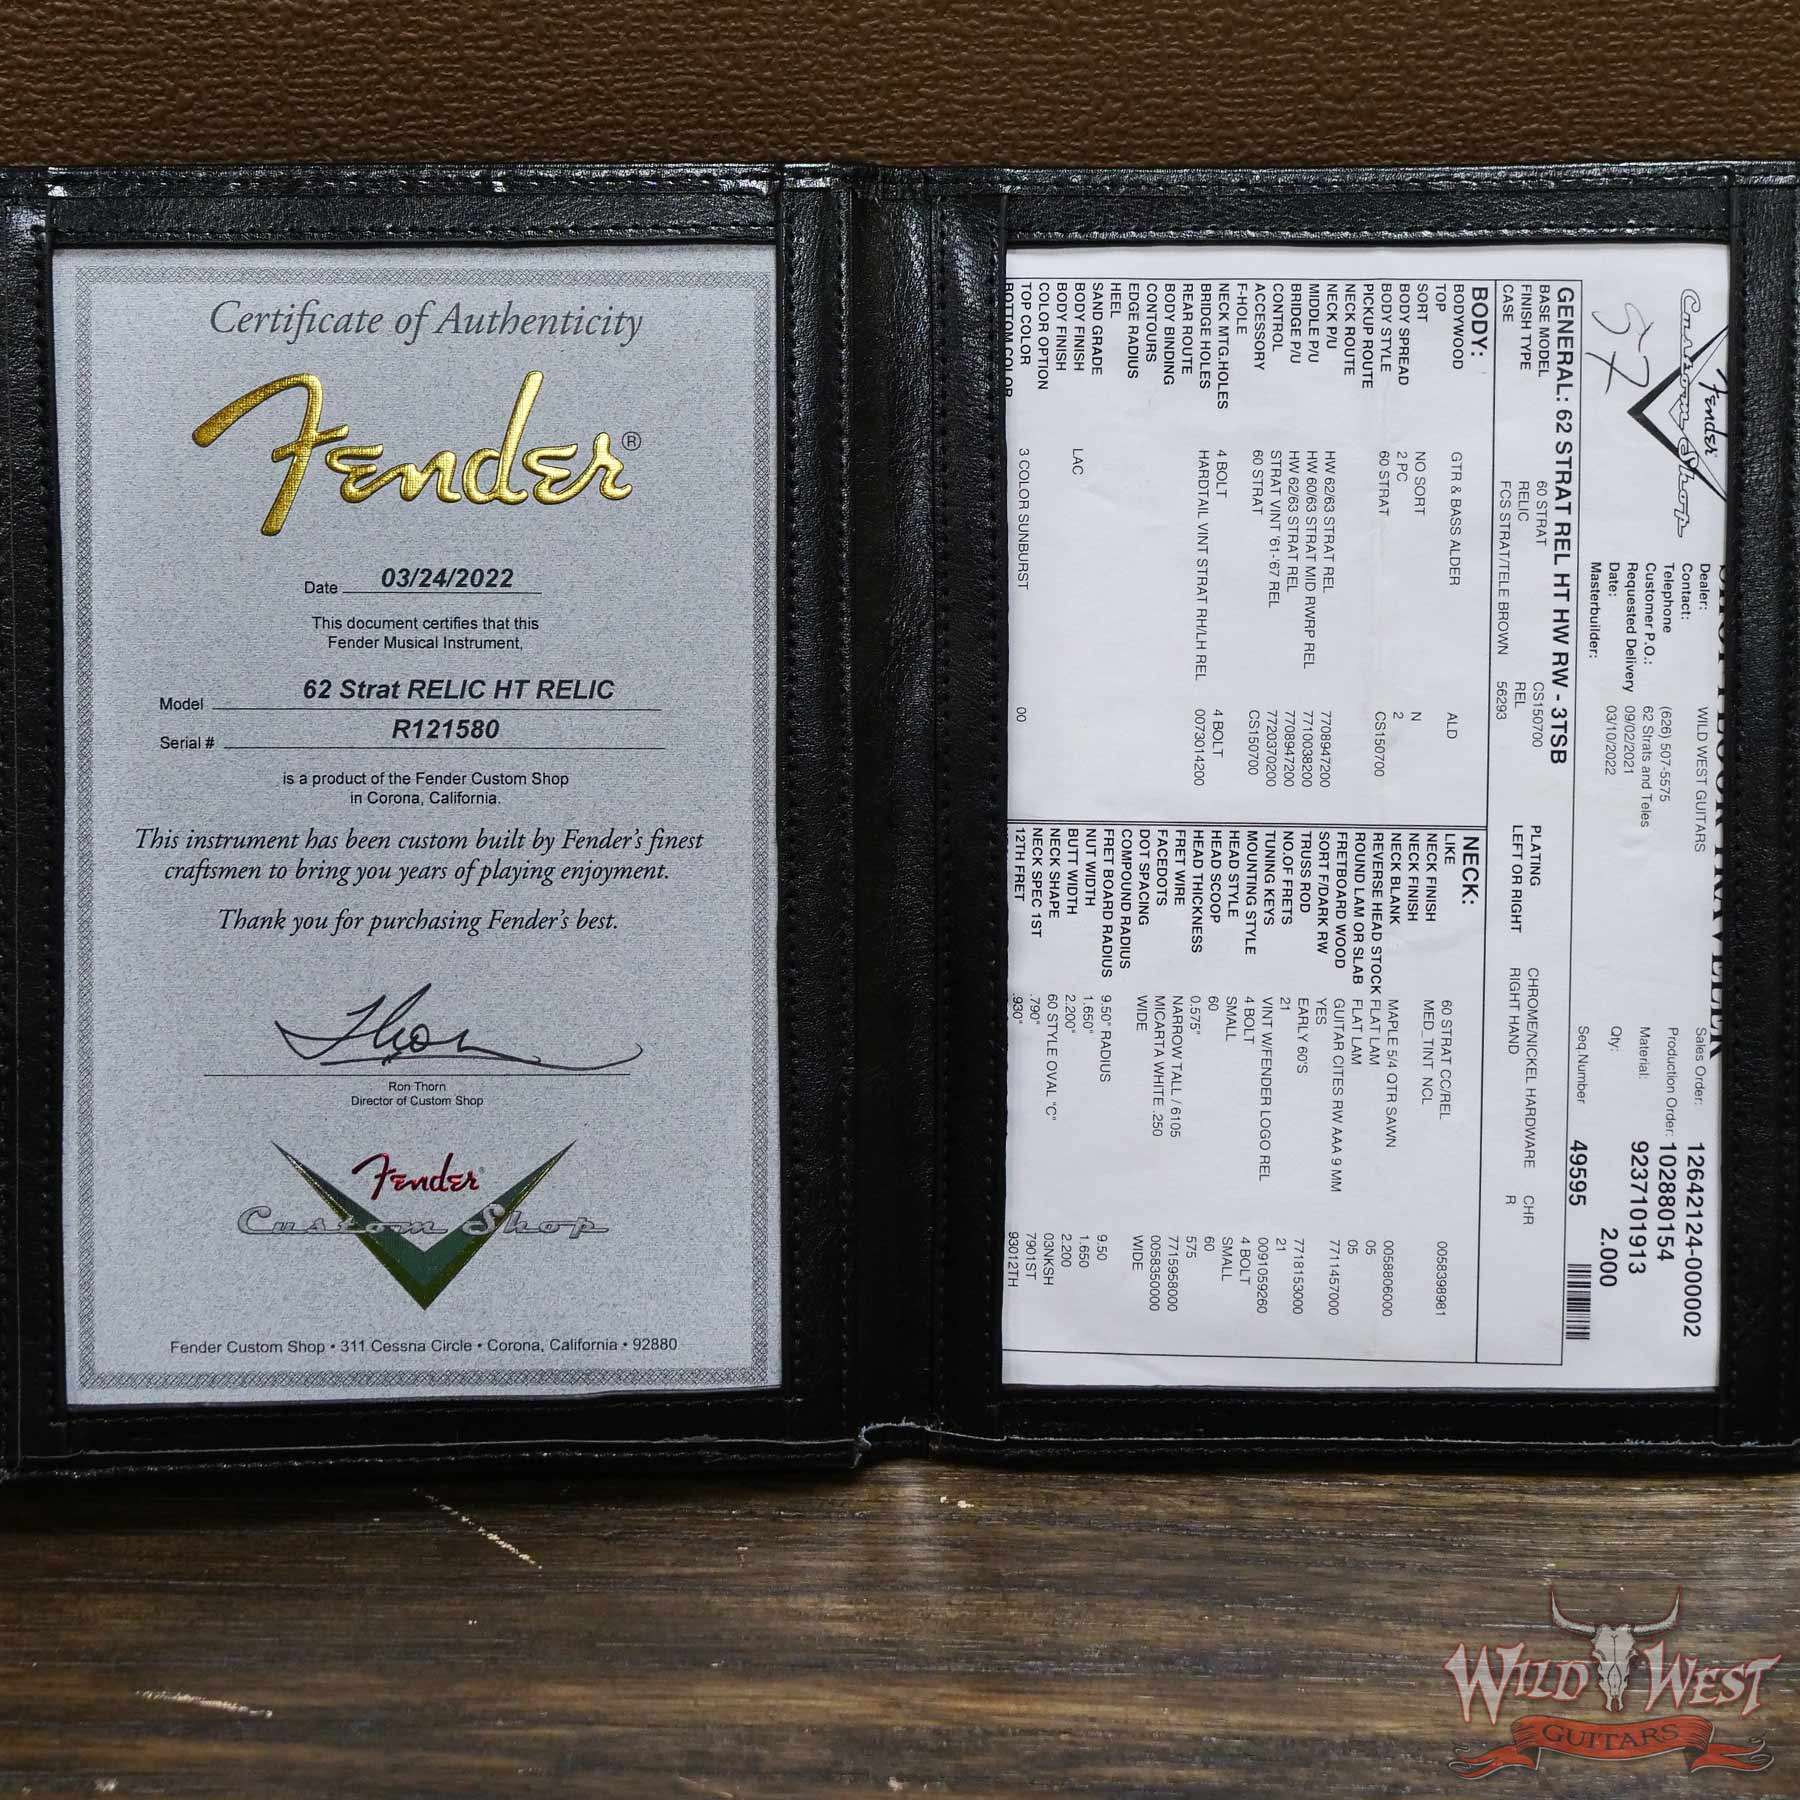 Certificate of Authenticity
Fender®
Date 03/24/2022
This document certifies that this
Fender Musical Instrument,
Model 62 Strat RELIC HT RELIC
Serial # R121580
is a product of the Fender Custom Shop
in Corona, California.
This instrument has been custom built by Fender's finest
craftsmen to bring you years of playing enjoyment.
Thank you for purchasing Fender's best.
Ron Thorn
Director of Custom Shop
Fender
Custom Shop
Fender Custom Shop • 311 Cessna Circle • Corona, California • 92880
Fender
Custom Shop
Dealer: WILD WEST GUITARS
Contact:
Telephone (626) 507-5575
Customer P.O.: 62 Strats and Teles
Requested Delivery 09/02/2021
Date: 03/10/2022
Masterbuilder:
Sales Order: 12642124-000002
Production Order: 102880154
Material: 9237101913
Qty: 2.000
Seq.Number 49595
GENERAL: 62 STRAT REL HT HW RW - 3TSB
BASE MODEL 60 STRAT CS150700 PLATING CHROME/NICKEL HARDWARE CHR
FINISH TYPE RELIC REL LEFT OR RIGHT RIGHT HAND R
CASE FCS STRAT/TELE BROWN 56293
BODY:
BODYWOOD GTR & BASS ALDER ALD
TOP
SORT NO SORT N
BODY SPREAD 2 PC 2
BODY STYLE 60 STRAT CS150700
PICKUP ROUTE
NECK ROUTE
NECK P/U HW 62/63 STRAT REL 7708947200
MIDDLE P/U HW 60/63 STRAT MID RWRP REL 7710038200
BRIDGE P/U HW 62/63 STRAT REL 7708947200
CONTROL STRAT VINT '61-'67 REL 7720370200
ACCESSORY 60 STRAT CS150700
F-HOLE
NECK MTG.HOLES 4 BOLT 4 BOLT
BRIDGE HOLES HARDTAIL VINT STRAT RH/LH REL 0073014200
REAR ROUTE
BODY BINDING
CONTOURS
EDGE RADIUS
HEEL
SAND GRADE
BODY FINISH LAC
BODY FINISH
COLOR OPTION
TOP COLOR 3 COLOR SUNBURST 00
BOTTOM COLOR
NECK:
LIKE 60 STRAT CC/REL 0058398981
NECK FINISH MED. TINT NCL
NECK FINISH
NECK BLANK MAPLE 5/4 QTR SAWN 0058806000
REVERSE HEAD STOCK FLAT LAM 05
ROUND LAM OR SLAB FLAT LAM 05
FRETBOARD WOOD GUITAR CITES RW AAA 9 MM 7711457000
SORT F/DARK RW YES
TRUSS ROD EARLY 60'S 7718153000
NO.OF FRETS 21 21
TUNING KEYS VINT W/FENDER LOGO REL 0091059260
MOUNTING STYLE 4 BOLT 4 BOLT
HEAD STYLE SMALL SMALL
HEAD SCOOP 60 60
HEAD THICKNESS 0.575" 575
FRET WIRE NARROW TALL / 6105 7715958000
FACEDOTS MICARTA WHITE .250 0058350000
DOT SPACING WIDE WIDE
COMPOUND RADIUS
FRET BOARD RADIUS 9.50" RADIUS 9.50
NUT WIDTH 1.650" 1.650
BUTT WIDTH 2.200" 2.200
NECK SHAPE 60 STYLE OVAL "C" 03NKSH
NECK SPEC 1ST .790" 7901ST
12TH FRET .930" 93012TH
WILD WEST
GUITARS